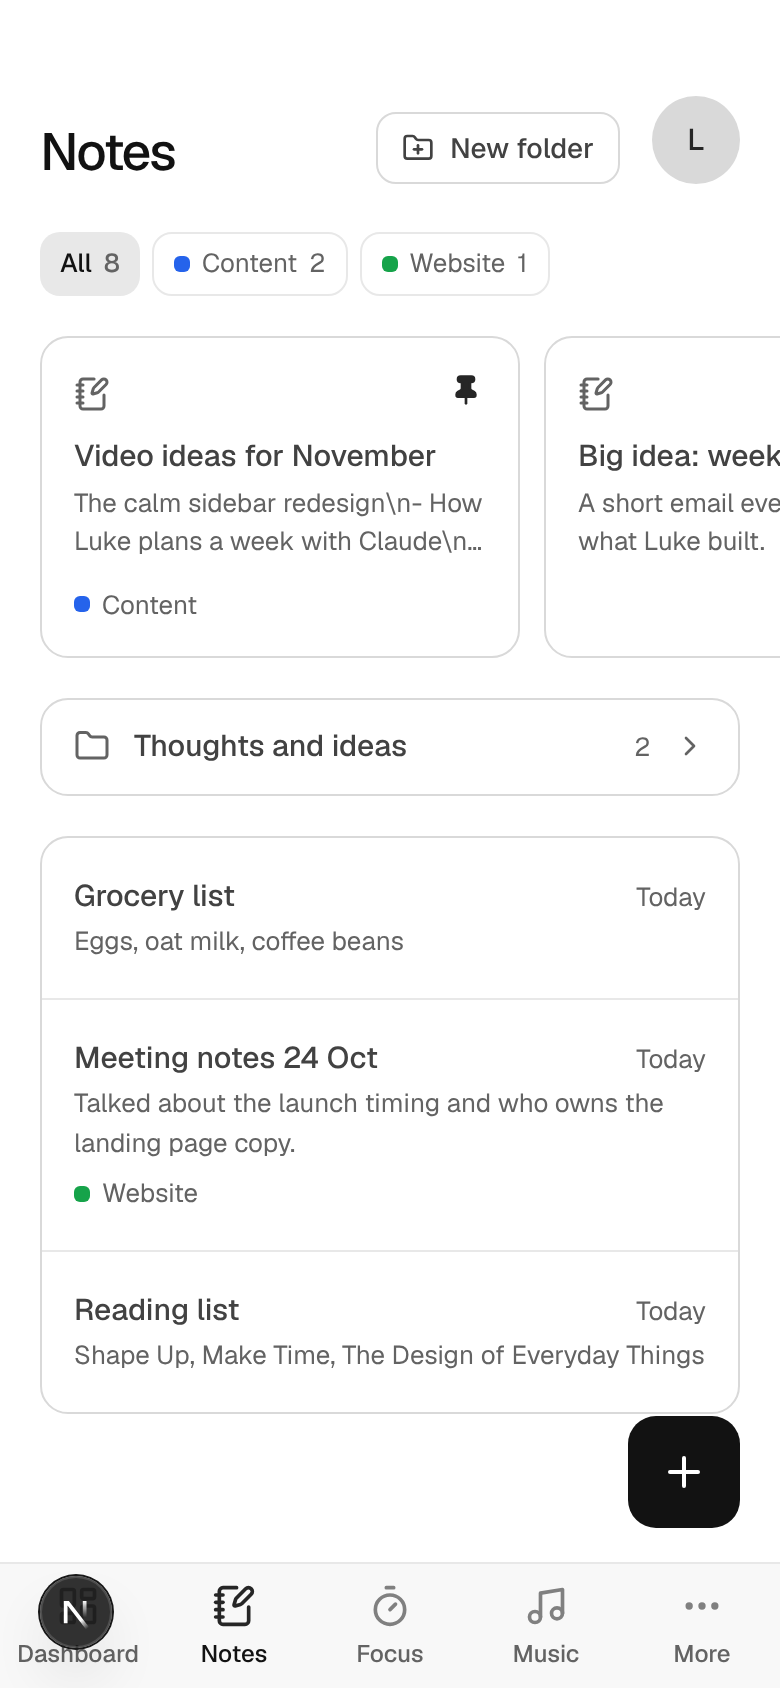 Notes
New folder
L
All 8
Content 2
Website 1
Video ideas for November
The calm sidebar redesign\n- How
Luke plans a week with Claude\n...
Content
Big idea: week
A short email eve
what Luke built.
Thoughts and ideas 2
Grocery list Today
Eggs, oat milk, coffee beans
Meeting notes 24 Oct Today
Talked about the launch timing and who owns the
landing page copy.
Website
Reading list Today
Shape Up, Make Time, The Design of Everyday Things
N
Dashboard
Notes
Focus
Music
More